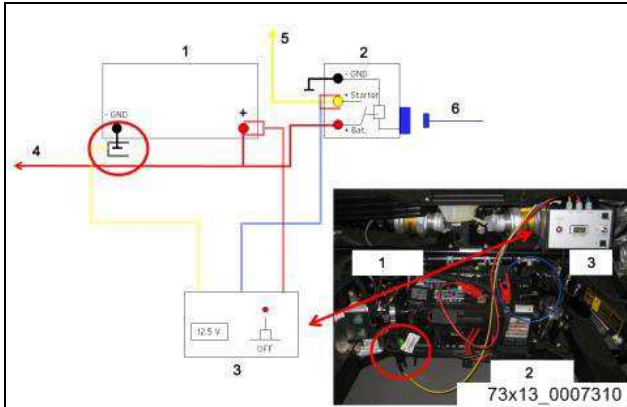 1
5
2
- GND
+ Starter
+ Bat.
6
- GND
+
4
12.5 V
OFF
3
1
3
2
73x13_0007310